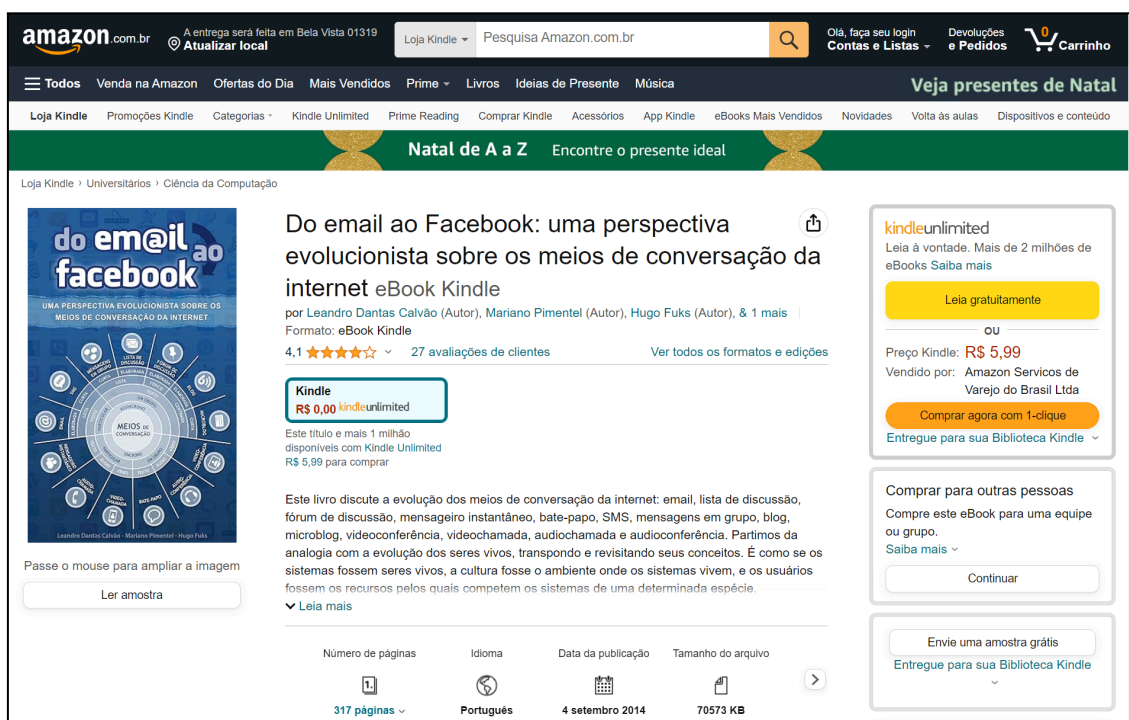 amazon.com.br
A entrega será feita em Bela Vista 01319
Atualizar local
Loja Kindle
Pesquisa Amazon.com.br
Olá, faça seu login
Contas e Listas
Devoluções
e Pedidos
0
Carrinho
Todos Venda na Amazon Ofertas do Dia Mais Vendidos Prime Livros Ideias de Presente Música
Veja presentes de Natal
Loja Kindle Promoções Kindle Categorias Kindle Unlimited Prime Reading Comprar Kindle Acessórios App Kindle eBooks Mais Vendidos Novidades Volta às aulas Dispositivos e conteúdo
Natal de A a Z Encontre o presente ideal
Loja Kindle › Universitários › Ciência da Computação
do em@il ao
facebook
UMA PERSPECTIVA EVOLUCIONISTA SOBRE OS
MEIOS DE CONVERSAÇÃO DA INTERNET
MEIOS DE
CONVERSAÇÃO
Leandro Dantas Calvão - Mariano Pimentel - Hugo Fuks
Passe o mouse para ampliar a imagem
Ler amostra
Do email ao Facebook: uma perspectiva
evolucionista sobre os meios de conversação da
internet eBook Kindle
por Leandro Dantas Calvão (Autor), Mariano Pimentel (Autor), Hugo Fuks (Autor), & 1 mais
Formato: eBook Kindle
4,1 27 avaliações de clientes
Ver todos os formatos e edições
Kindle
R$ 0,00 kindleunlimited
Este título e mais 1 milhão
disponíveis com Kindle Unlimited
R$ 5,99 para comprar
Este livro discute a evolução dos meios de conversação da internet: email, lista de discussão,
fórum de discussão, mensageiro instantâneo, bate-papo, SMS, mensagens em grupo, blog,
microblog, videoconferência, videochamada, audiochamada e audioconferência. Partimos da
analogia com a evolução dos seres vivos, transpondo e revisitando seus conceitos. É como se os
sistemas fossem seres vivos, a cultura fosse o ambiente onde os sistemas vivem, e os usuários
fossem os recursos pelos quais competem os sistemas de uma determinada espécie.
Leia mais
Número de páginas
317 páginas
Idioma
Português
Data da publicação
4 setembro 2014
Tamanho do arquivo
70573 KB
kindleunlimited
Leia à vontade. Mais de 2 milhões de
eBooks Saiba mais
Leia gratuitamente
OU
Preço Kindle: R$ 5,99
Vendido por: Amazon Servicos de
Varejo do Brasil Ltda
Comprar agora com 1-clique
Entregue para sua Biblioteca Kindle
Comprar para outras pessoas
Compre este eBook para uma equipe
ou grupo.
Saiba mais
Continuar
Envie uma amostra grátis
Entregue para sua Biblioteca Kindle